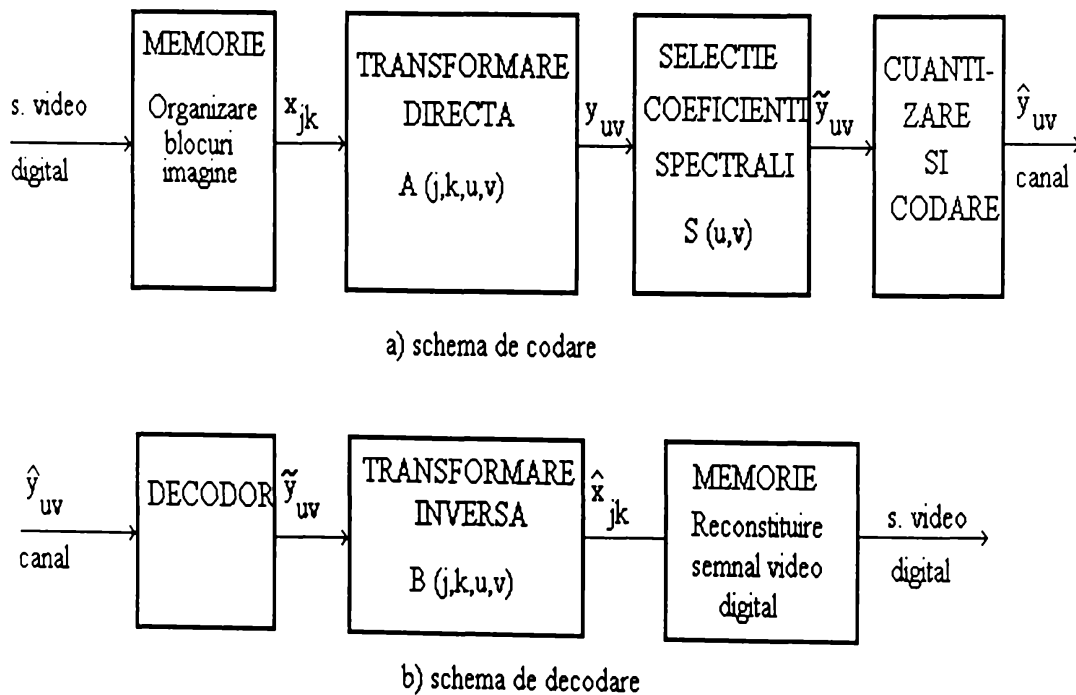 s. video
digital
MEMORIE
Organizare
blocuri
imagine
x_jk
TRANSFORMARE
DIRECTA
A (j,k,u,v)
y_uv
SELECTIE
COEFICIENTI
SPECTRALI
S (u,v)
ỹ_uv
CUANTI-
ZARE
SI
CODARE
ŷ_uv
canal
a) schema de codare
ŷ_uv
canal
DECODOR
ỹ_uv
TRANSFORMARE
INVERSA
B (j,k,u,v)
x̂_jk
MEMORIE
Reconstituire
semnal video
digital
s. video
digital
b) schema de decodare